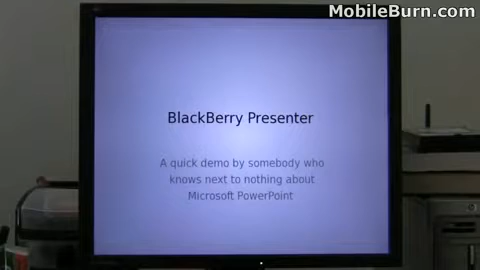 MobileBurn.com
BlackBerry Presenter
A quick demo by somebody who
knows next to nothing about
Microsoft PowerPoint